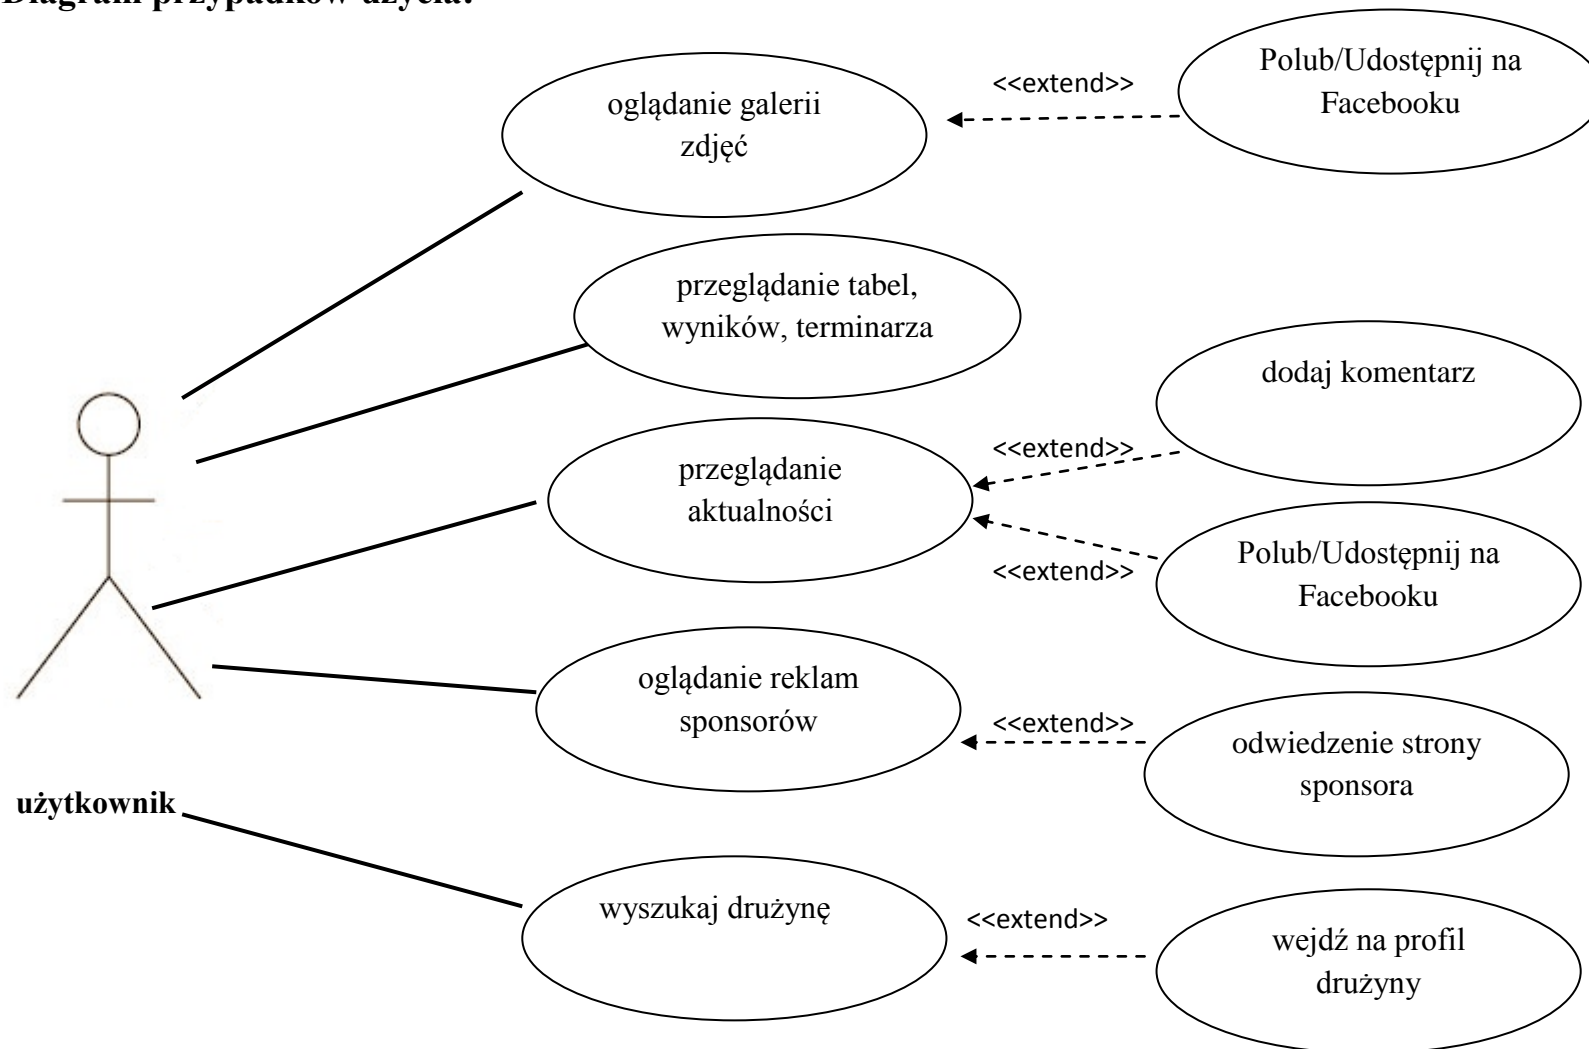 Diagram przypadków użycia:
oglądanie galerii
zdjęć
<<extend>>
Polub/Udostępnij na
Facebooku
przeglądanie tabel,
wyników, terminarza
przeglądanie
aktualności
<<extend>>
dodaj komentarz
<<extend>>
Polub/Udostępnij na
Facebooku
oglądanie reklam
sponsorów
<<extend>>
odwiedzenie strony
sponsora
użytkownik
wyszukaj drużynę
<<extend>>
wejdź na profil
drużyny